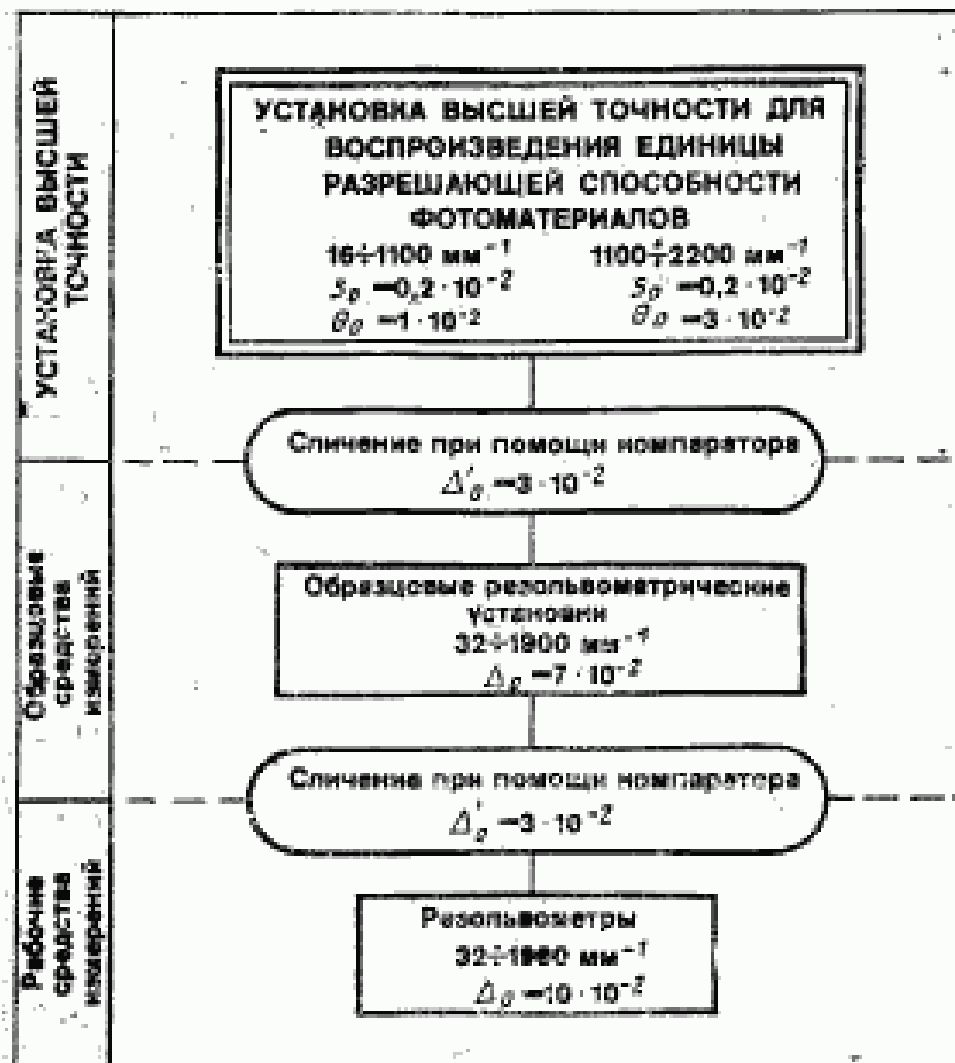 УСТАНОВКА ВЫСШЕЙ
ТОЧНОСТИ
УСТАНОВКА ВЫСШЕЙ ТОЧНОСТИ ДЛЯ
ВОСПРОИЗВЕДЕНИЯ ЕДИНИЦЫ
РАЗРЕШАЮЩЕЙ СПОСОБНОСТИ
ФОТОМАТЕРИАЛОВ
16÷1100 мм⁻¹ 1100÷2200 мм⁻¹
S₀ =0,2·10⁻² S₀ =0,2·10⁻²
θ₀ =1·10⁻² θ₀ =3·10⁻²
Сличение при помощи компаратора
Δ'₀ =3·10⁻²
Образцовые
средства
измерений
Образцовые резольвометрические
установки
32÷1900 мм⁻¹
Δ₀ =7·10⁻²
Сличение при помощи компаратора
Δ'₀ =3·10⁻²
Рабочие
средства
измерений
Резольвометры
Δ₀ =10·10⁻²